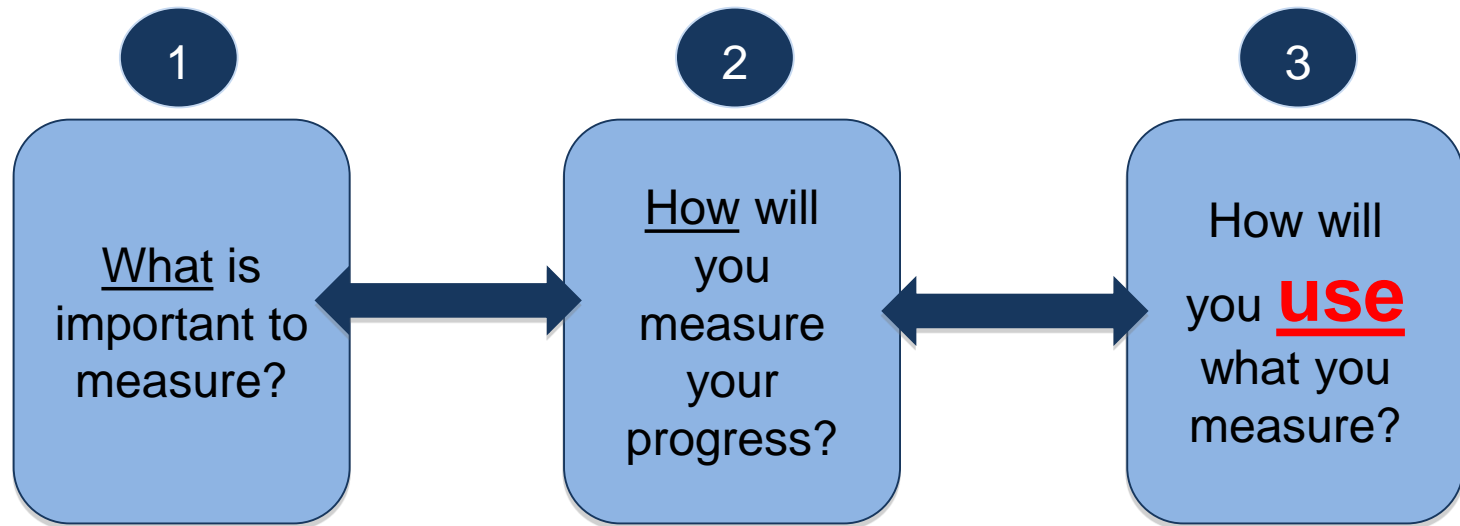 1
What is
important to
measure?
2
How will
you
measure
your
progress?
3
How will
you use
what you
measure?